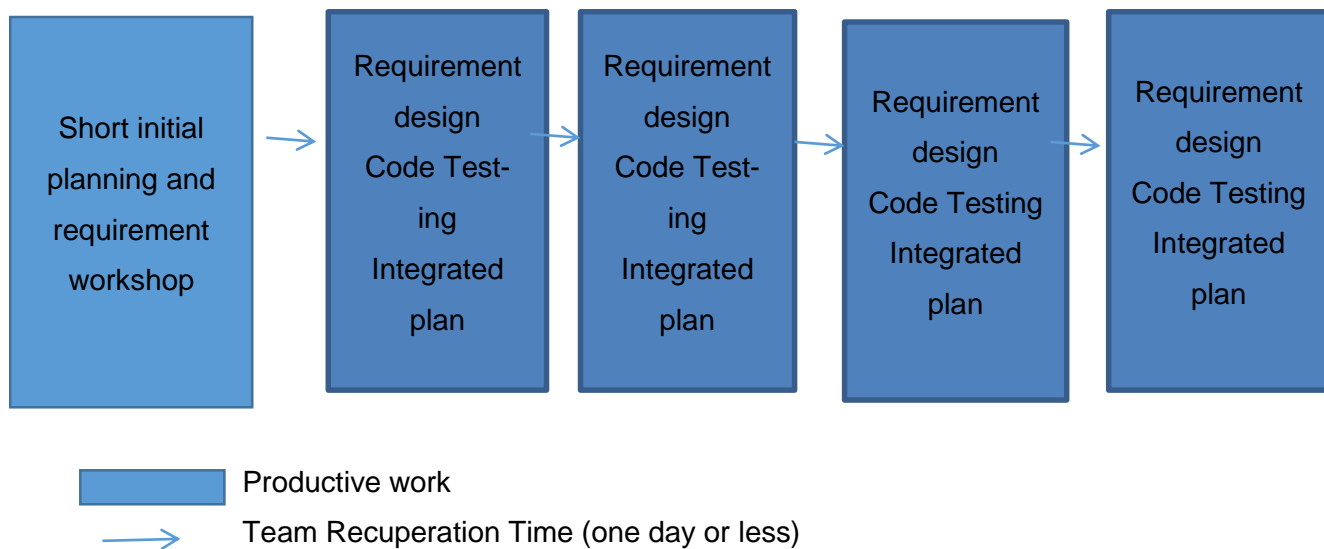 Short initial
planning and
requirement
workshop
Requirement
design
Code Test-
ing
Integrated
plan
Requirement
design
Code Test-
ing
Integrated
plan
Requirement
design
Code Testing
Integrated
plan
Requirement
design
Code Testing
Integrated
plan
Productive work
Team Recuperation Time (one day or less)